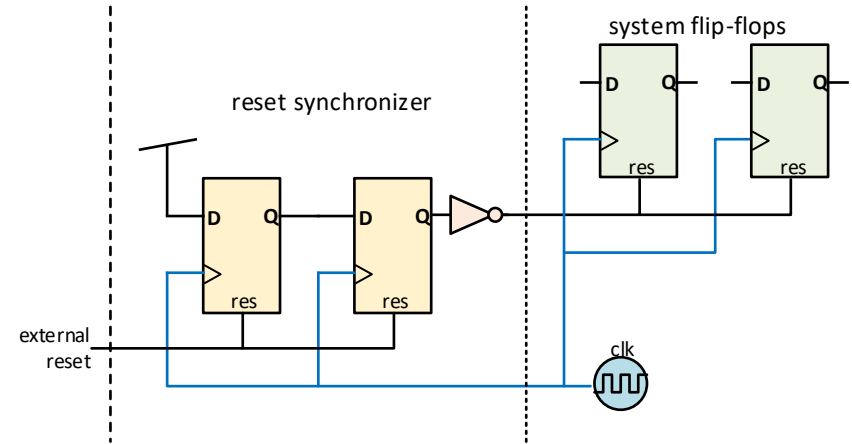 system flip-flops
D Q D Q
reset synchronizer
res res
D Q D Q
res res
external
reset
clk